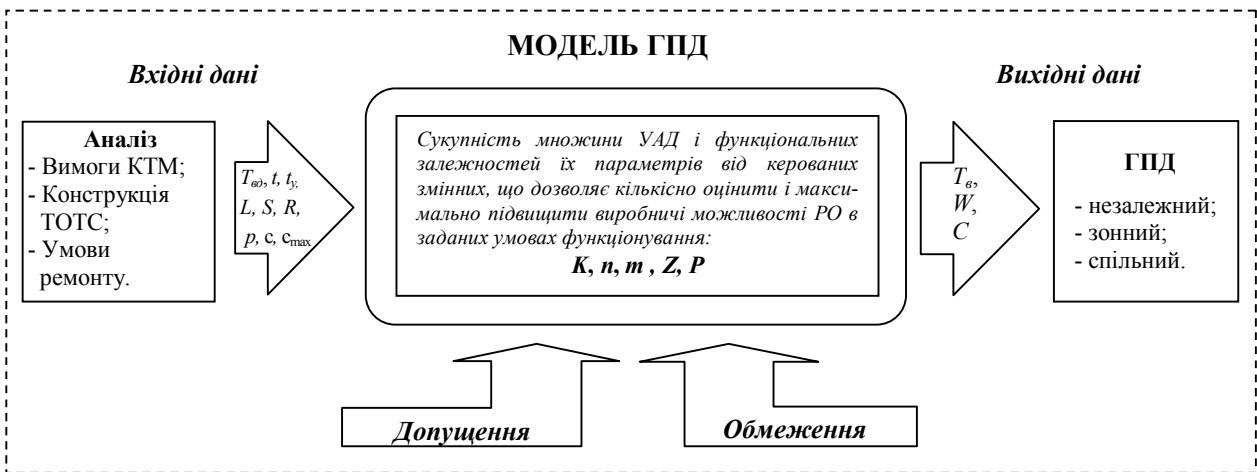 МОДЕЛЬ ГПД
Вхідні дані
Вихідні дані
Аналіз
- Вимоги КТМ;
- Конструкція
ТОТС;
- Умови
ремонту.
Tвд, t, tу,
L, S, R,
p, c, cmax
Сукупність множини УАД і функціональних
залежностей їх параметрів від керованих
змінних, що дозволяє кількісно оцінити і макси-
мально підвищити виробничі можливості РО в
заданих умовах функціонування:
K, n, m , Z, P
Tв,
W,
C
ГПД
- незалежний;
- зонний;
- спільний.
Допущення
Обмеження